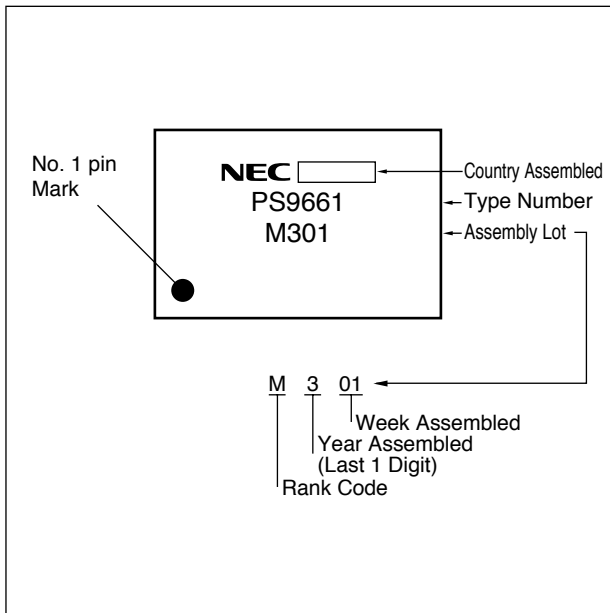 No. 1 pin
Mark
NEC
Country Assembled
PS9661
Type Number
M301
Assembly Lot
M 3 01
Week Assembled
Year Assembled
(Last 1 Digit)
Rank Code